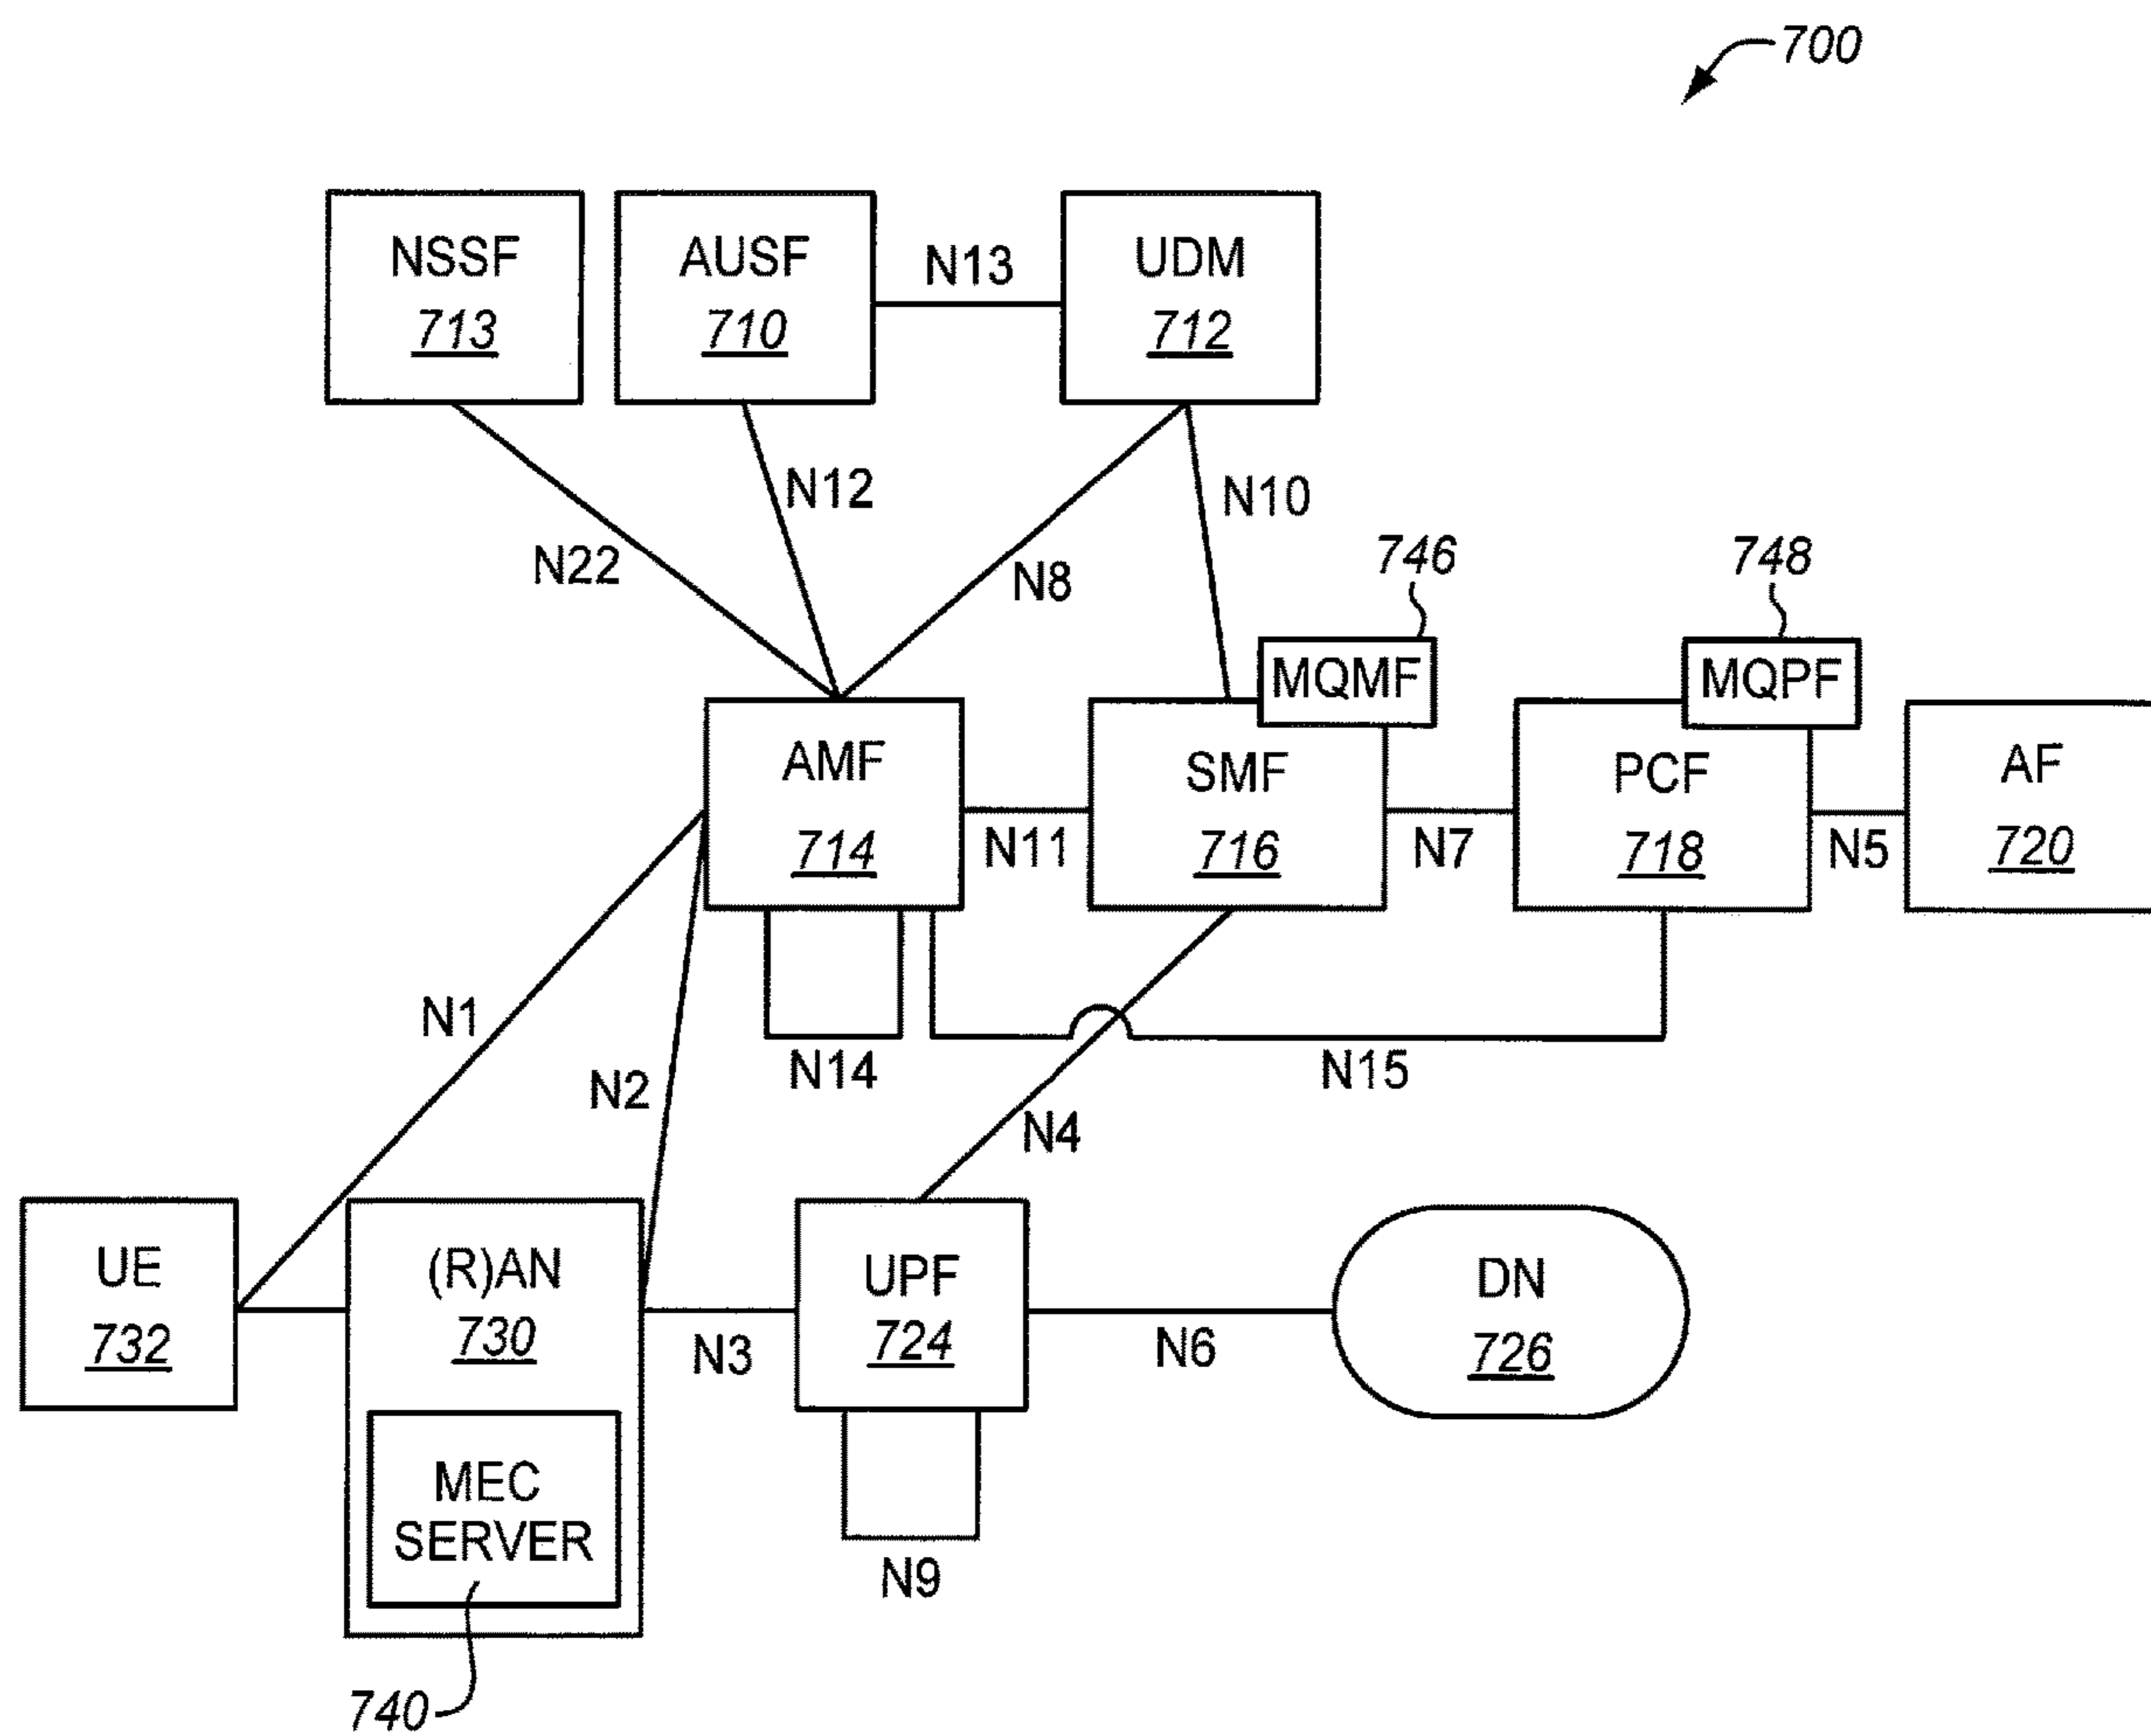 700
NSSF
713
AUSF
710
N13
UDM
712
N12
N10
N22
N8
746
748
MQMF
MQPF
AMF
714
N11
SMF
716
N7
PCF
718
N5
AF
720
N1
N2
N14
N15
N4
UE
732
(R)AN
730
N3
UPF
724
N6
DN
726
MEC
SERVER
N9
740